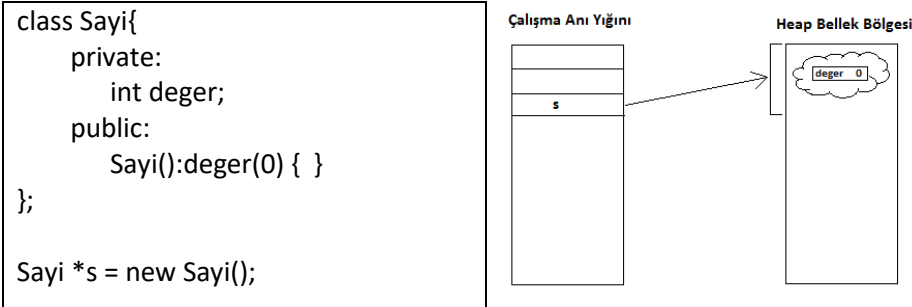 class Sayi{
private:
int deger;
public:
Sayi():deger(0) { }
};
Sayi *s = new Sayi();
Çalışma Anı Yığını
Heap Bellek Bölgesi
s
deger 0